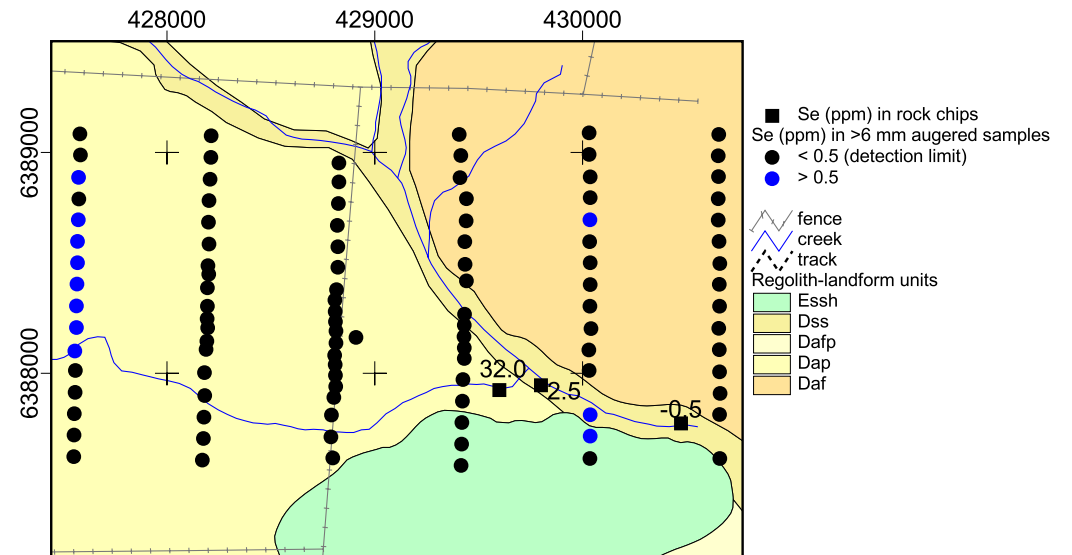 428000 429000 430000
6389000
6388000
32.0
2.5
-0.5
Se (ppm) in rock chips
Se (ppm) in >6 mm augered samples
< 0.5 (detection limit)
> 0.5
fence
creek
track
Regolith-landform units
Essh
Dss
Dafp
Dap
Daf